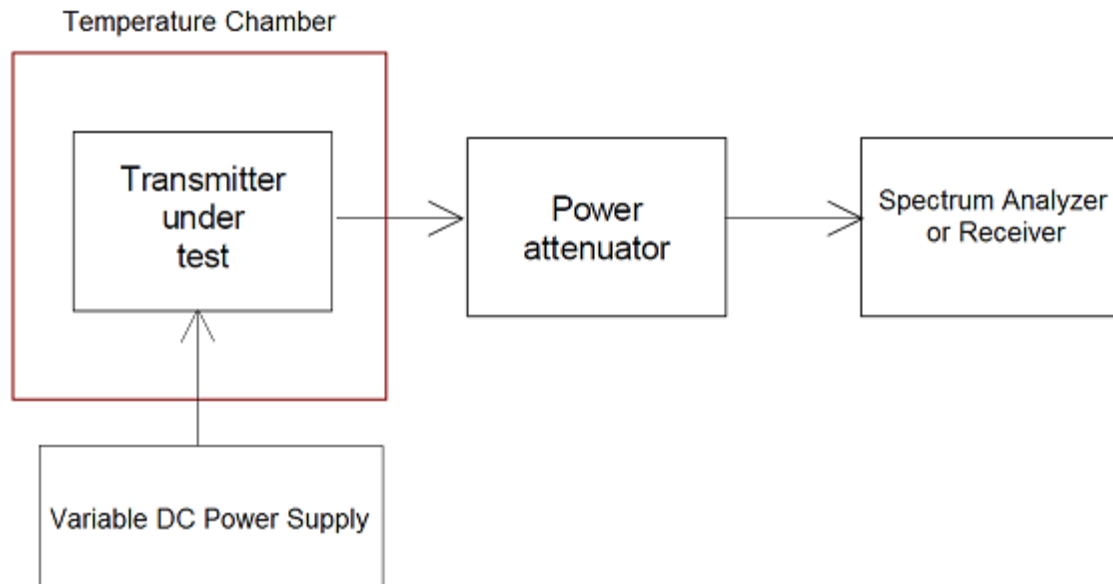 Temperature Chamber
Transmitter
under
test
Power
attenuator
Spectrum Analyzer
or Receiver
Variable DC Power Supply